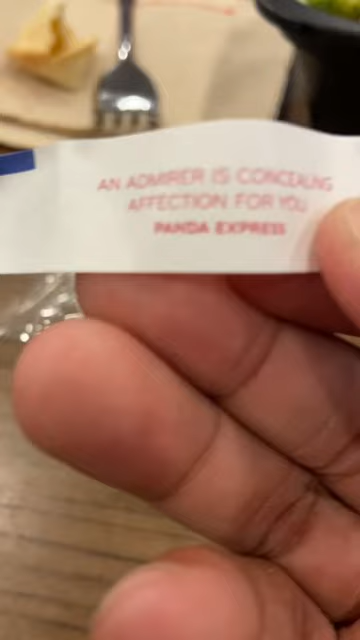 AN ADMIRER IS CONCEALING
AFFECTION FOR YOU
PANDA EXPRESS